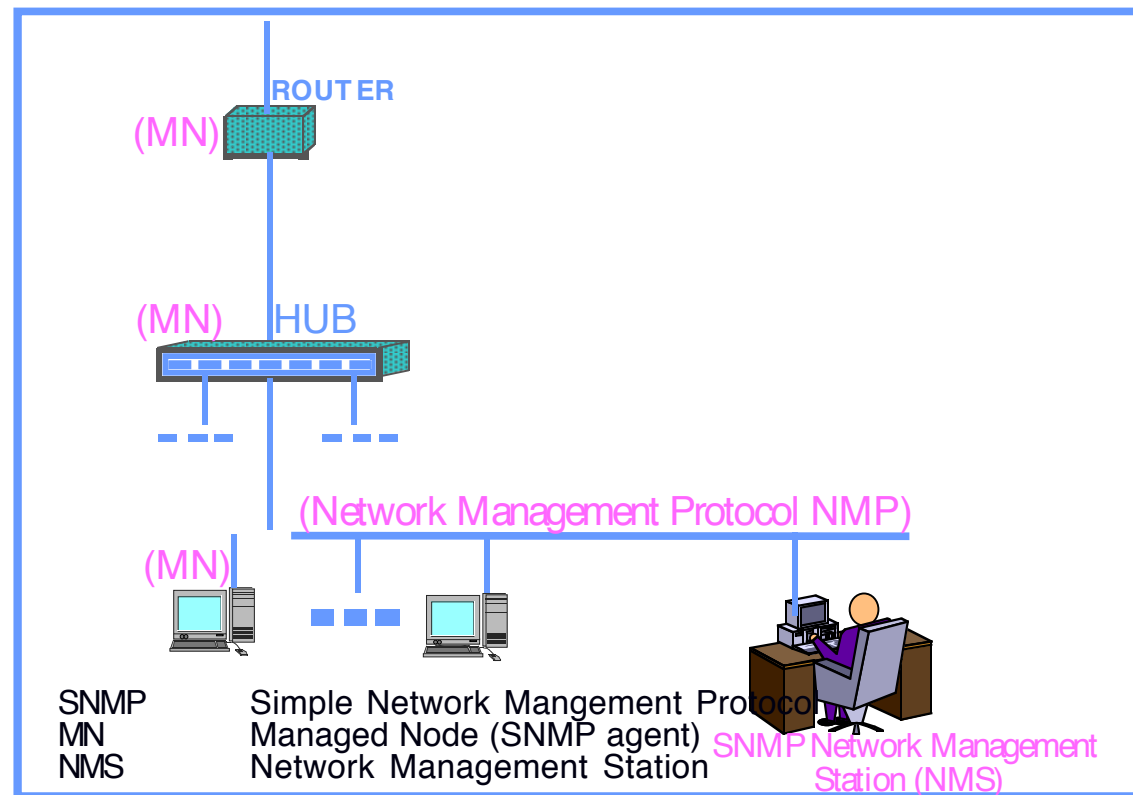 ROUTER
(MN)
(MN) HUB
(Network Management Protocol NMP)
(MN)
SNMP Simple Network Mangement Protocol
MN Managed Node (SNMP agent)
NMS Network Management Station
SNMP Network Management
Station (NMS)